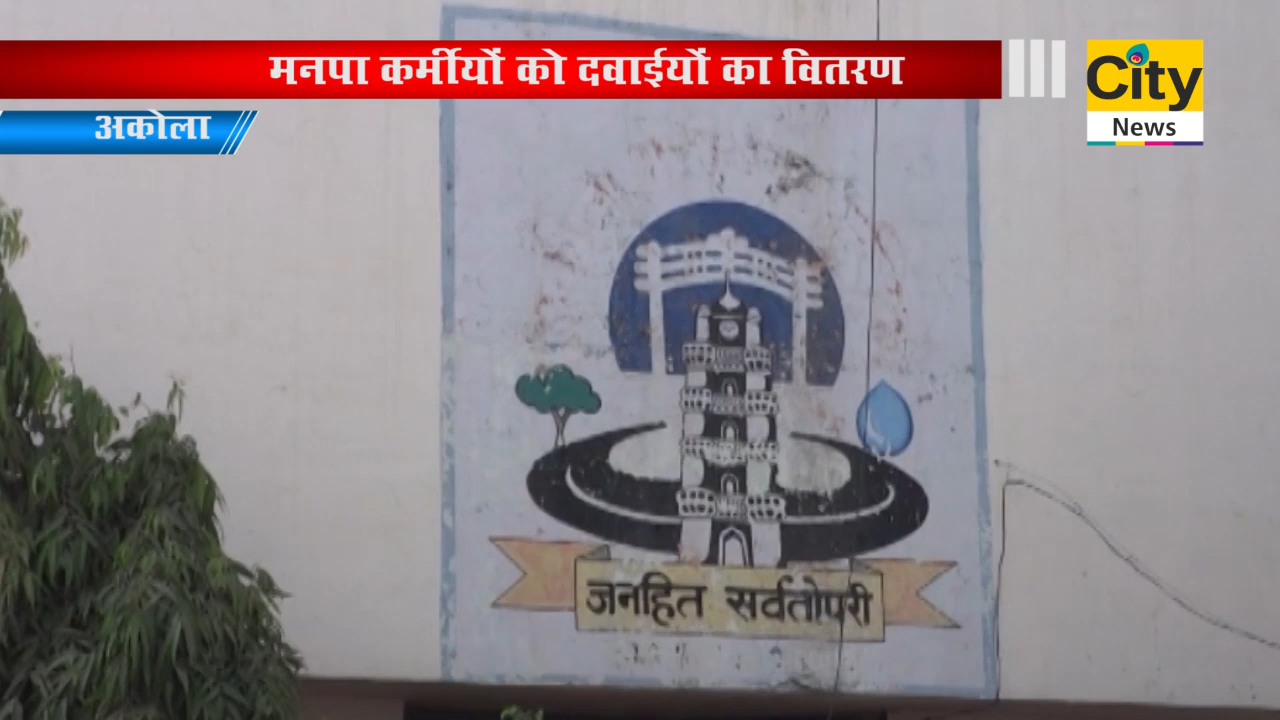 मनपा कर्मीयों को दवाईयों का वितरण
अकोला
City
News
जनहित सर्वतोपरी